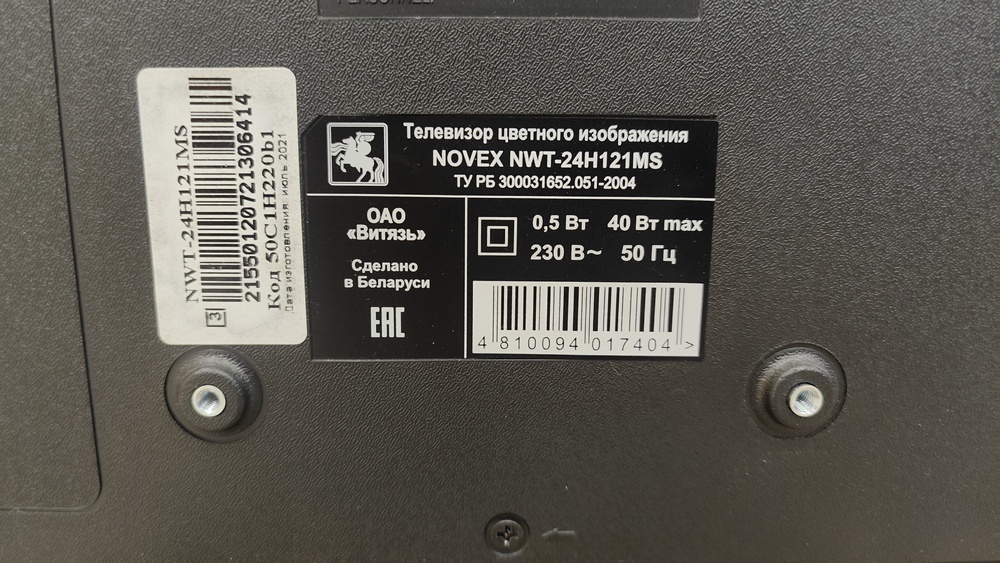 NWT-24H121MS
21550120721306414
Код 50C1H220b1
Дата изготовления: июль 2021
3
Телевизор цветного изображения
NOVEX NWT-24H121MS
ТУ РБ 300031652.051-2004
ОАО
«Витязь»
Сделано
в Беларуси
EAC
0,5 Вт 40 Вт max
230 В~ 50 Гц
4 810094 017404 >